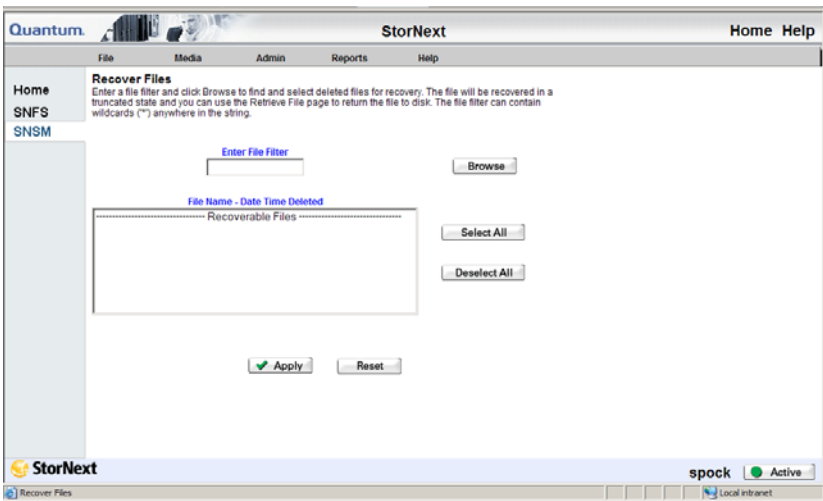 Quantum. StorNext Home Help
File Media Admin Reports Help
Home
SNFS
SNSM
Recover Files
Enter a file filter and click Browse to find and select deleted files for recovery. The file will be recovered in a
truncated state and you can use the Retrieve File page to return the file to disk. The file filter can contain
wildcards ("*") anywhere in the string.
Enter File Filter
Browse
File Name - Date Time Deleted
------------------------------ Recoverable Files ------------------------------
Select All
Deselect All
Apply Reset
StorNext spock Active
Recover Files Local intranet